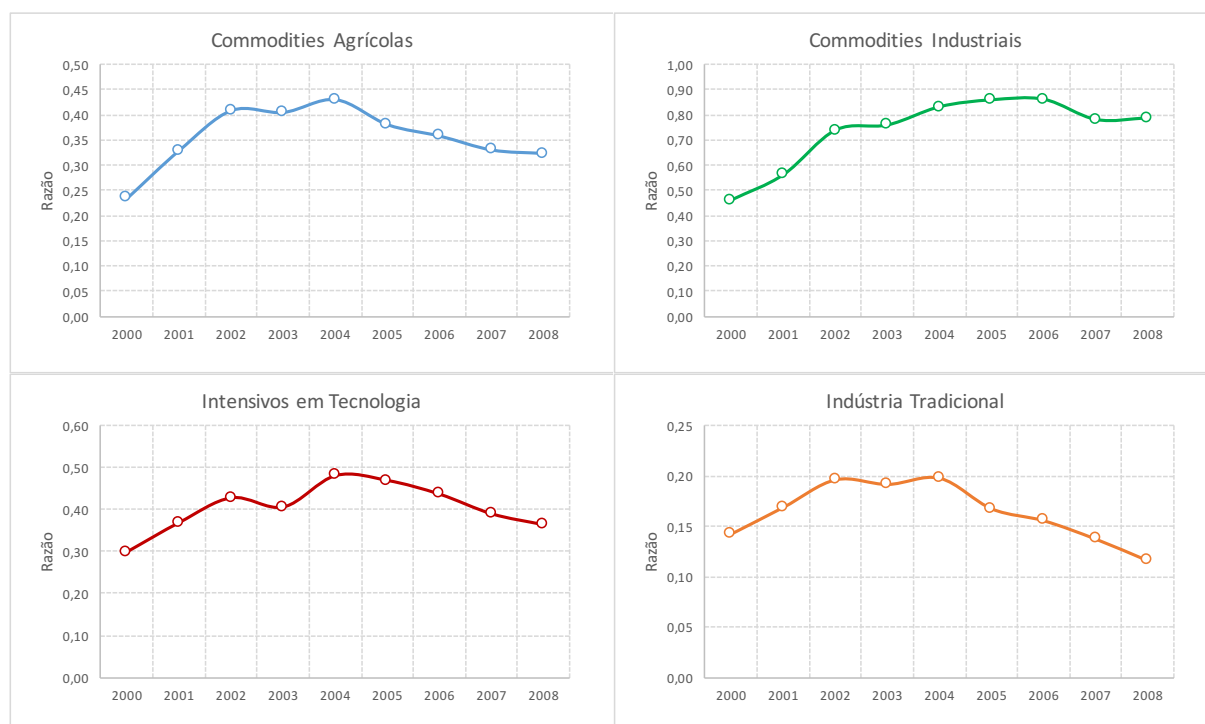 Commodities Agrícolas
0,50
0,45
0,40
0,35
0,30
0,25
0,20
0,15
0,10
0,05
0,00
Razão
2000 2001 2002 2003 2004 2005 2006 2007 2008
Commodities Industriais
1,00
0,90
0,80
0,70
0,60
0,50
0,40
0,30
0,20
0,10
0,00
Razão
2000 2001 2002 2003 2004 2005 2006 2007 2008
Intensivos em Tecnologia
0,60
0,50
0,40
0,30
0,20
0,10
0,00
Razão
2000 2001 2002 2003 2004 2005 2006 2007 2008
Indústria Tradicional
0,25
0,20
0,15
0,10
0,05
0,00
Razão
2000 2001 2002 2003 2004 2005 2006 2007 2008